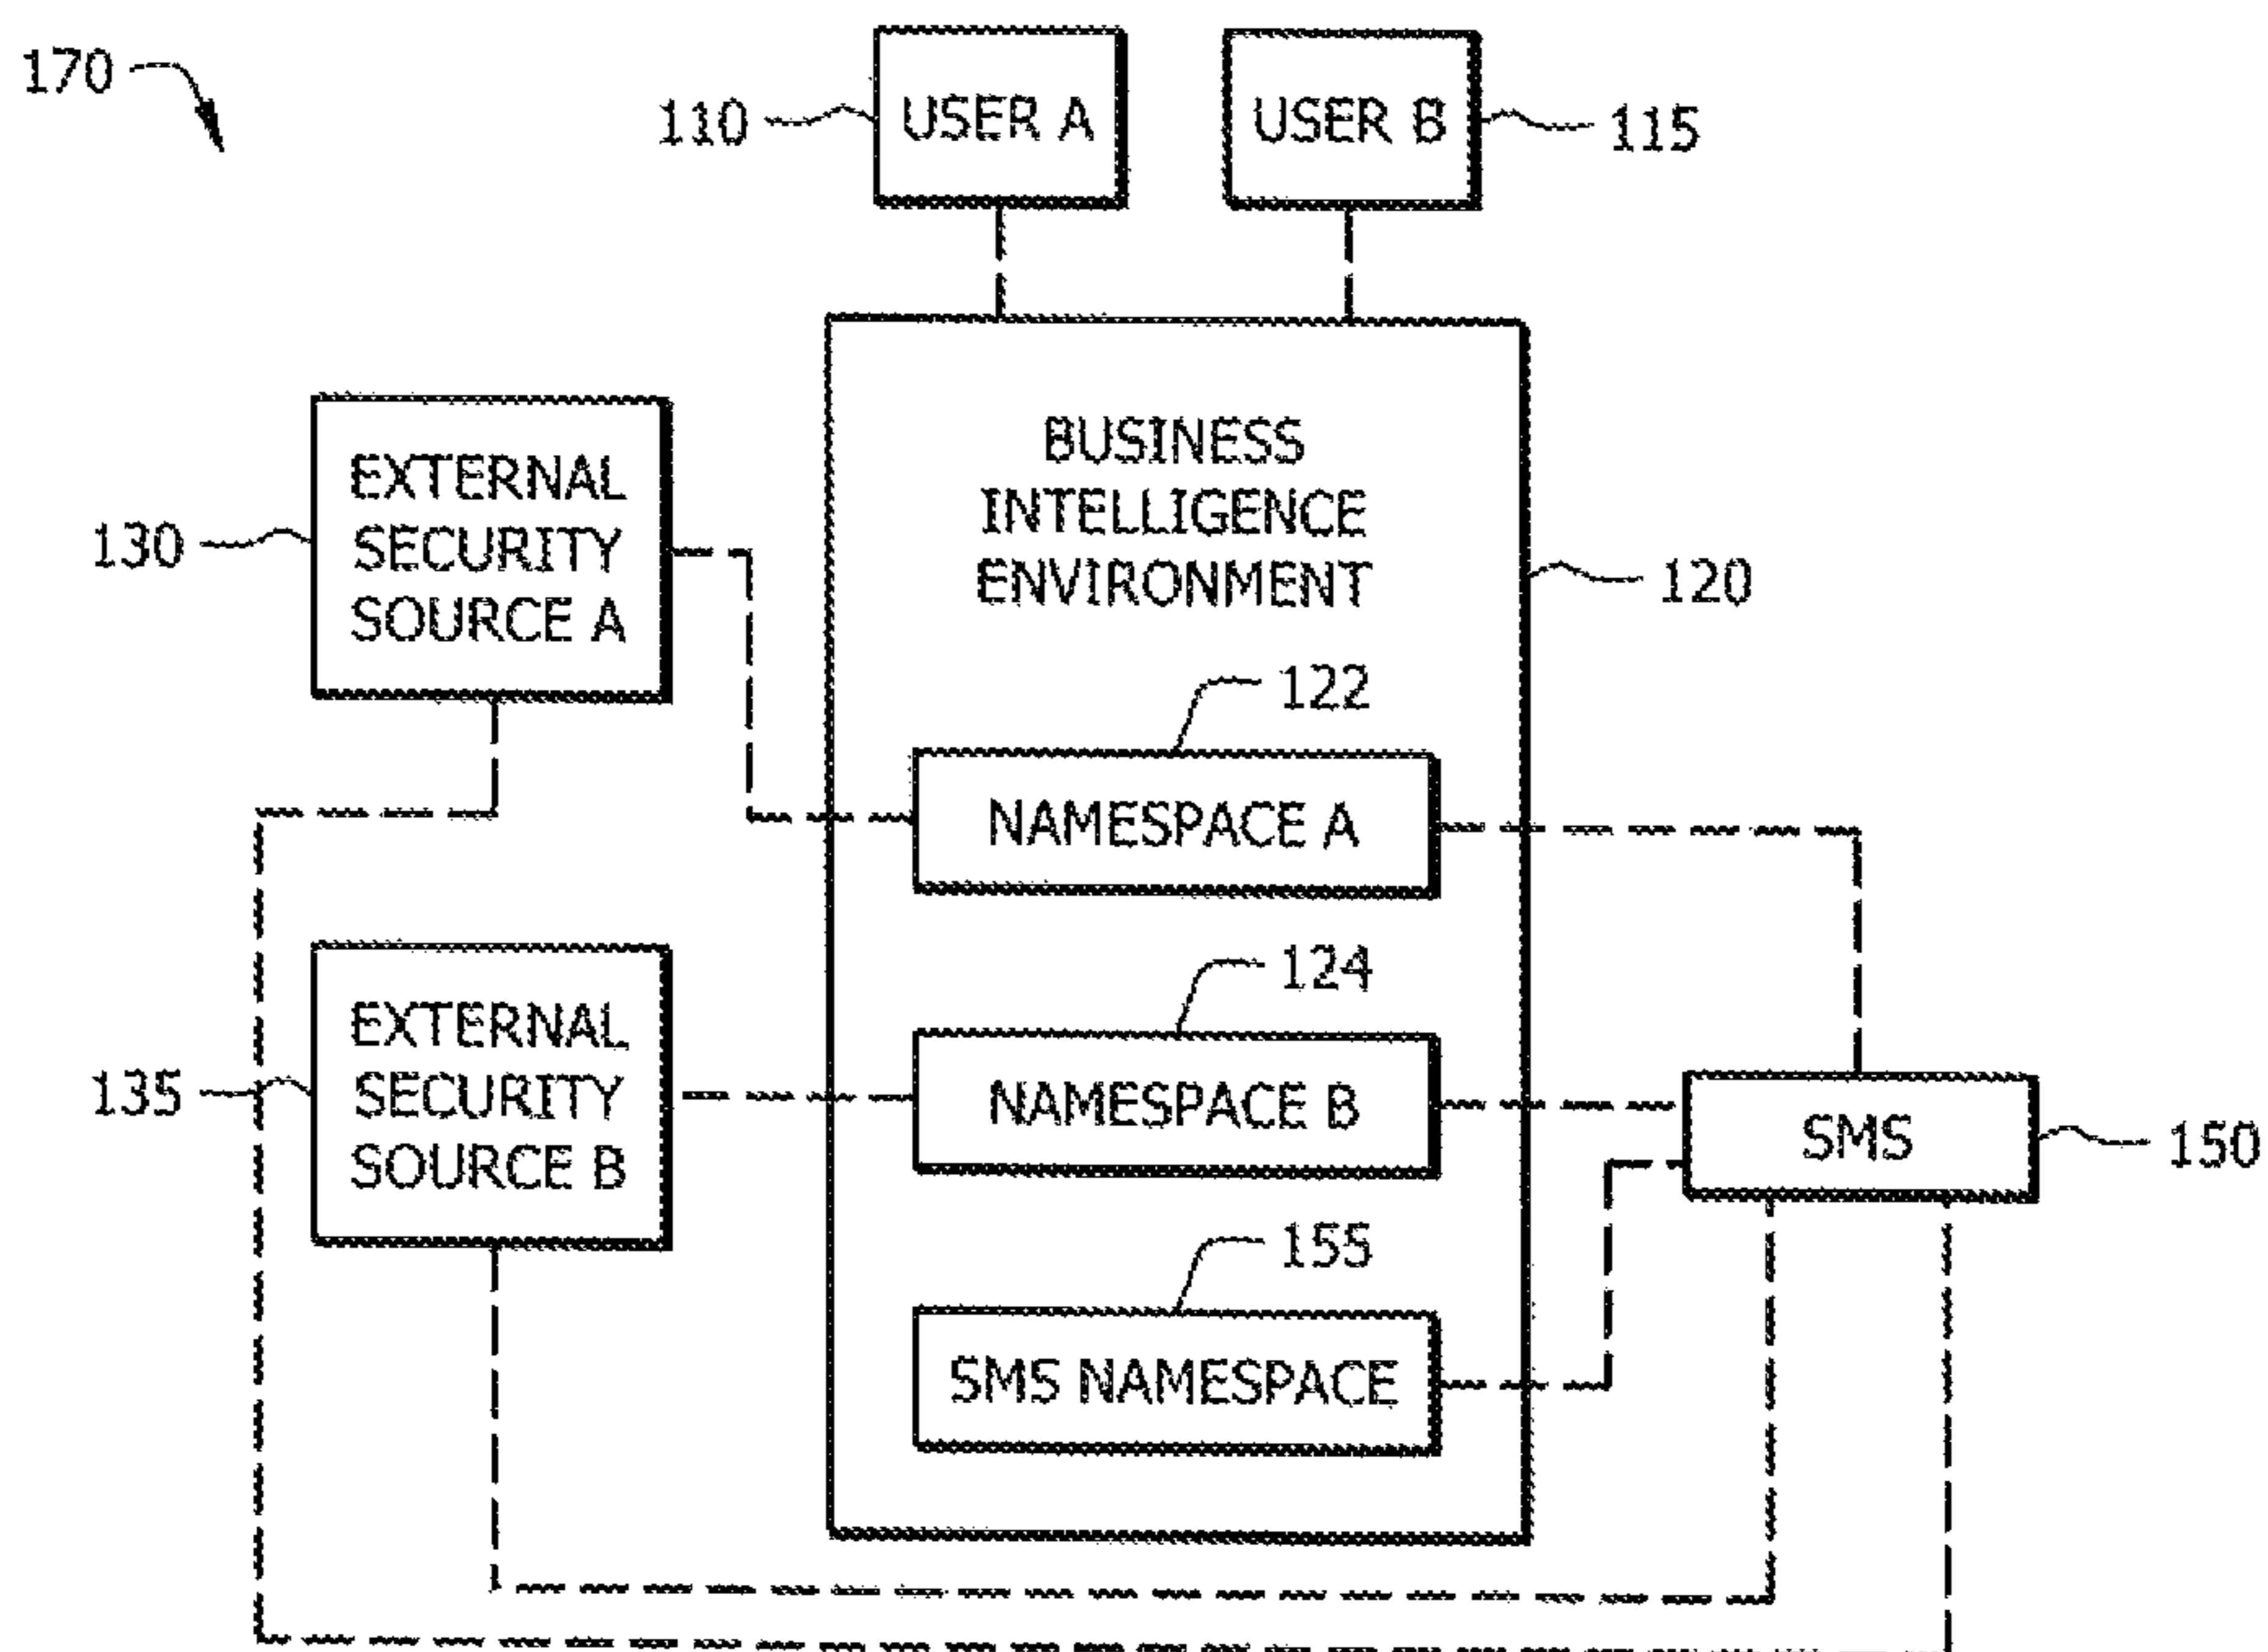 170
110
USER A
USER B
115
BUSINESS
INTELLIGENCE
ENVIRONMENT
120
130
EXTERNAL
SECURITY
SOURCE A
122
NAMESPACE A
124
NAMESPACE B
135
EXTERNAL
SECURITY
SOURCE B
SMS
150
155
SMS NAMESPACE